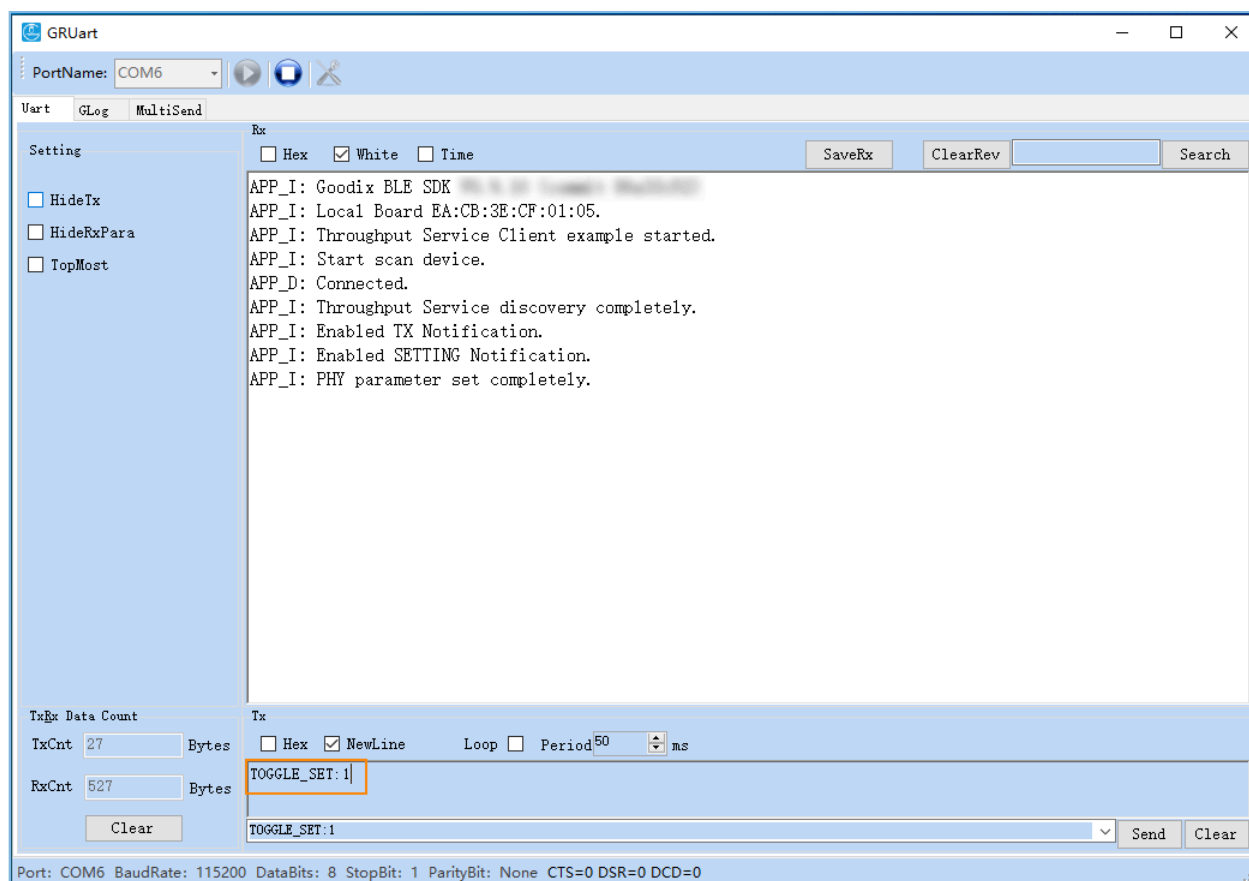 GRUart
PortName: COM6
Uart GLog MultiSend
Setting
HideTx
HideRxPara
TopMost
Rx
Hex White Time SaveRx ClearRev Search
APP_I: Goodix BLE SDK
APP_I: Local Board EA:CB:3E:CF:01:05.
APP_I: Throughput Service Client example started.
APP_I: Start scan device.
APP_D: Connected.
APP_I: Throughput Service discovery completely.
APP_I: Enabled TX Notification.
APP_I: Enabled SETTING Notification.
APP_I: PHY parameter set completely.
TxRx Data Count
TxCnt 27 Bytes
RxCnt 527 Bytes
Clear
Tx
Hex NewLine Loop Period 50 ms
TOGGLE_SET:1
TOGGLE_SET:1 Send Clear
Port: COM6 BaudRate: 115200 DataBits: 8 StopBit: 1 ParityBit: None CTS=0 DSR=0 DCD=0